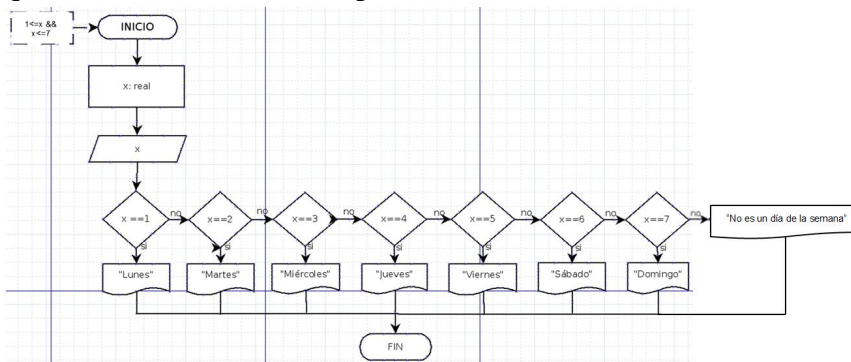 1<=x &&
x<=7
INICIO
x: real
x
x ==1
no
x==2
no
x==3
no
x==4
no
x==5
no
x==6
no
x==7
no
"No es un día de la semana"
si
si
si
si
si
si
si
"Lunes"
"Martes"
"Miércoles"
"Jueves"
"Viernes"
"Sábado"
"Domingo"
FIN